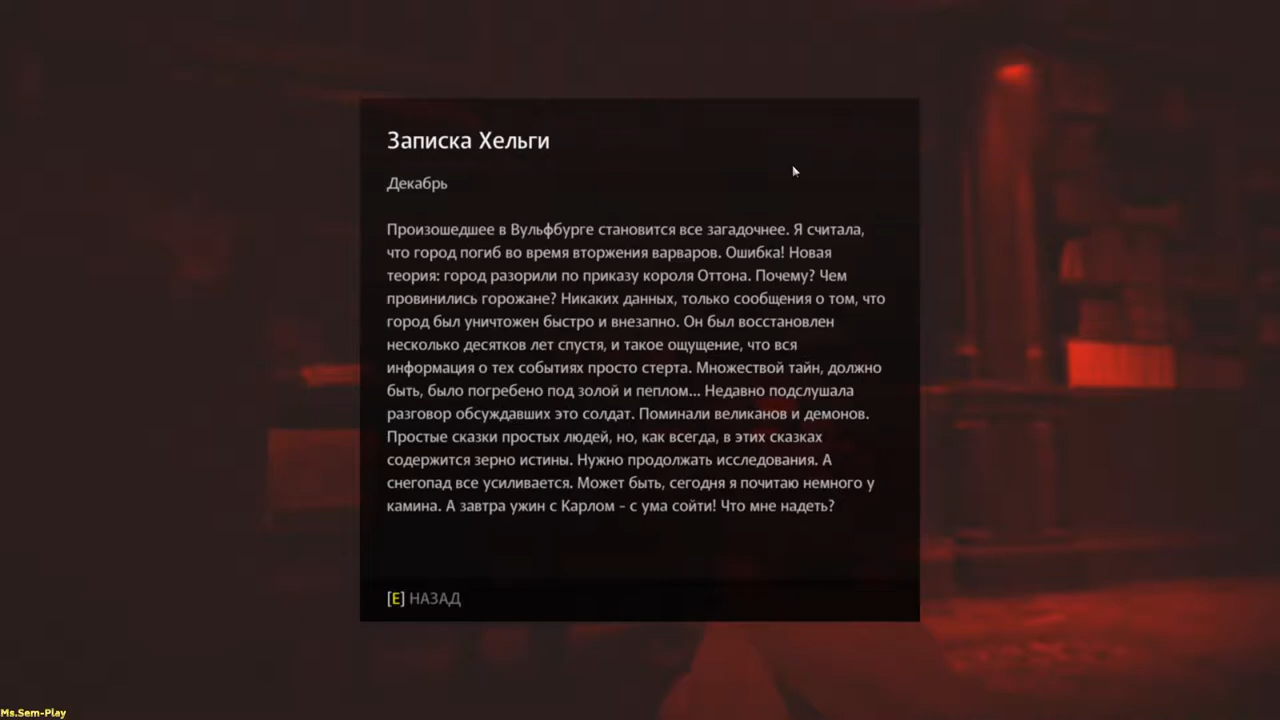 Записка Хельги
Декабрь
Произошедшее в Вульфбурге становится все загадочнее. Я считала,
что город погиб во время вторжения варваров. Ошибка! Новая
теория: город разорили по приказу короля Оттона. Почему? Чем
провинились горожане? Никаких данных, только сообщения о том, что
город был уничтожен быстро и внезапно. Он был восстановлен
несколько десятков лет спустя, и такое ощущение, что вся
информация о тех событиях просто стерта. Множествой тайн, должно
быть, было погребено под золой и пеплом... Недавно подслушала
разговор обсуждавших это солдат. Поминали великанов и демонов.
Простые сказки простых людей, но, как всегда, в этих сказках
содержится зерно истины. Нужно продолжать исследования. А
снегопад все усиливается. Может быть, сегодня я почитаю немного у
камина. А завтра ужин с Карлом - с ума сойти! Что мне надеть?
[E] НАЗАД
Ms.Sem-Play